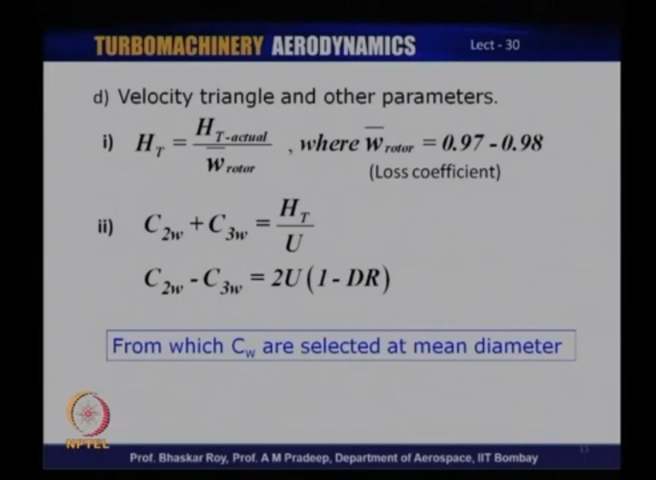 TURBOMACHINERY AERODYNAMICS Lect - 30
d) Velocity triangle and other parameters.
i) H_T = H_T-actual / w̅_rotor , where w̅_rotor = 0.97 - 0.98
(Loss coefficient)
ii) C_2w + C_3w = H_T / U
C_2w - C_3w = 2U (1 - DR)
From which C_w are selected at mean diameter
NPTEL
Prof. Bhaskar Roy, Prof. A M Pradeep, Department of Aerospace, IIT Bombay